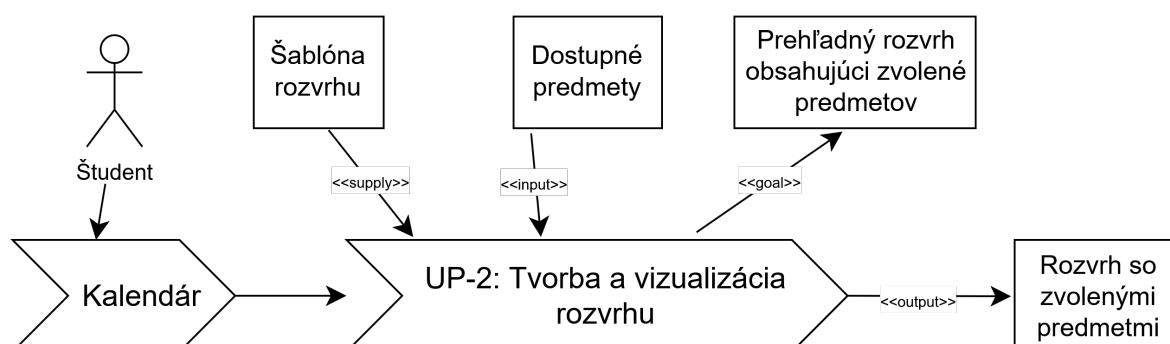 Šablóna
rozvrhu
Dostupné
predmety
Prehľadný rozvrh
obsahujúci zvolené
predmetov
Študent
<<supply>>
<<input>>
<<goal>>
Kalendár
UP-2: Tvorba a vizualizácia
rozvrhu
<<output>>
Rozvrh so
zvolenými
predmetmi